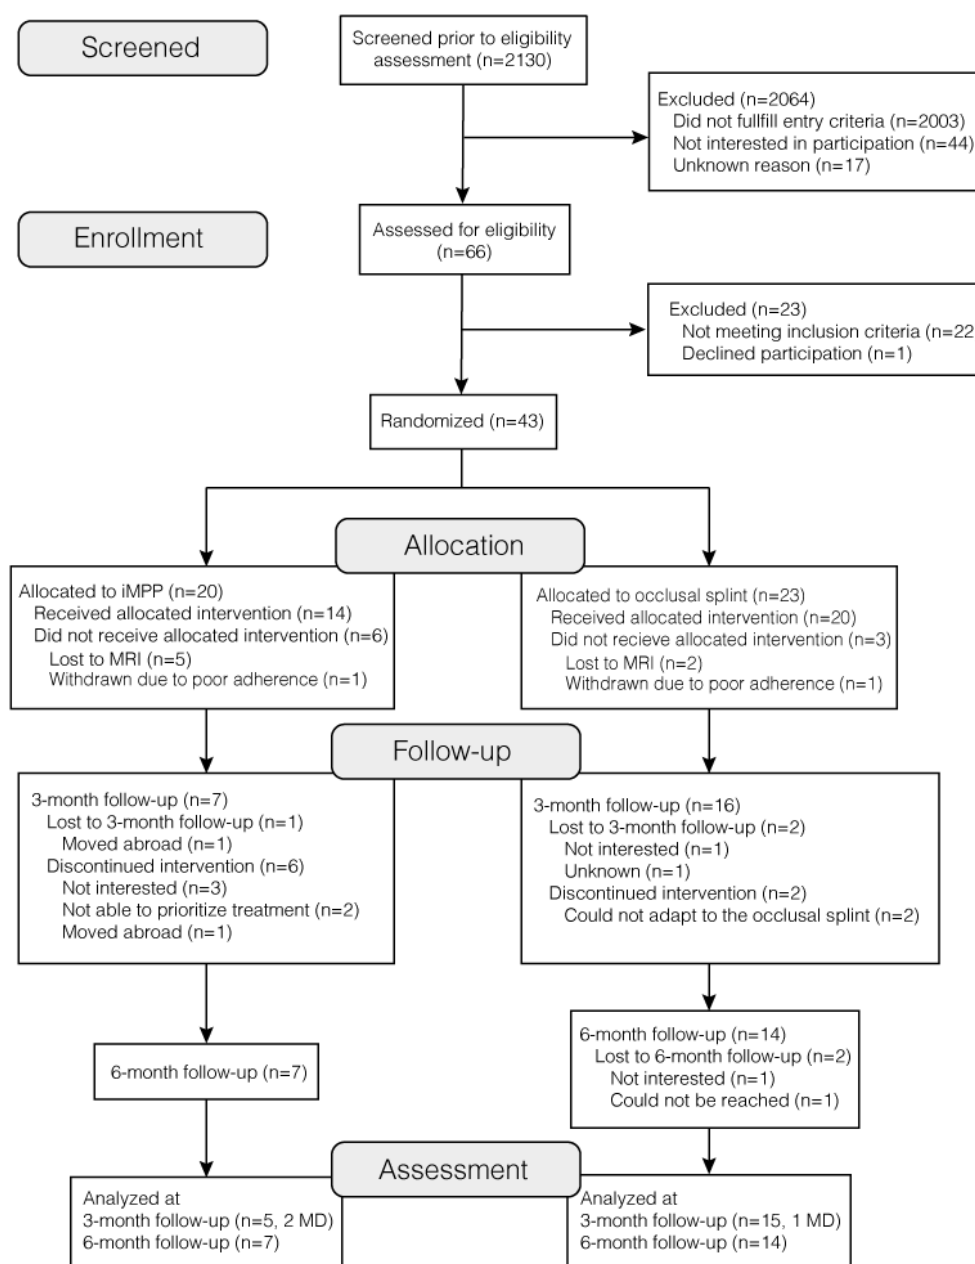 Screened
Screened prior to eligibility
assessment (n=2130)
Excluded (n=2064)
Did not fullfill entry criteria (n=2003)
Not interested in participation (n=44)
Unknown reason (n=17)
Enrollment
Assessed for eligibility
(n=66)
Excluded (n=23)
Not meeting inclusion criteria (n=22
Declined participation (n=1)
Randomized (n=43)
Allocation
Allocated to iMPP (n=20)
Received allocated intervention (n=14)
Did not receive allocated intervention (n=6)
Lost to MRI (n=5)
Withdrawn due to poor adherence (n=1)
Allocated to occlusal splint (n=23)
Received allocated intervention (n=20)
Did not recieve allocated intervention (n=3)
Lost to MRI (n=2)
Withdrawn due to poor adherence (n=1)
Follow-up
3-month follow-up (n=7)
Lost to 3-month follow-up (n=1)
Moved abroad (n=1)
Discontinued intervention (n=6)
Not interested (n=3)
Not able to prioritize treatment (n=2)
Moved abroad (n=1)
3-month follow-up (n=16)
Lost to 3-month follow-up (n=2)
Not interested (n=1)
Unknown (n=1)
Discontinued intervention (n=2)
Could not adapt to the occlusal splint (n=2)
6-month follow-up (n=7)
6-month follow-up (n=14)
Lost to 6-month follow-up (n=2)
Not interested (n=1)
Could not be reached (n=1)
Assessment
Analyzed at
3-month follow-up (n=5, 2 MD)
6-month follow-up (n=7)
Analyzed at
3-month follow-up (n=15, 1 MD)
6-month follow-up (n=14)